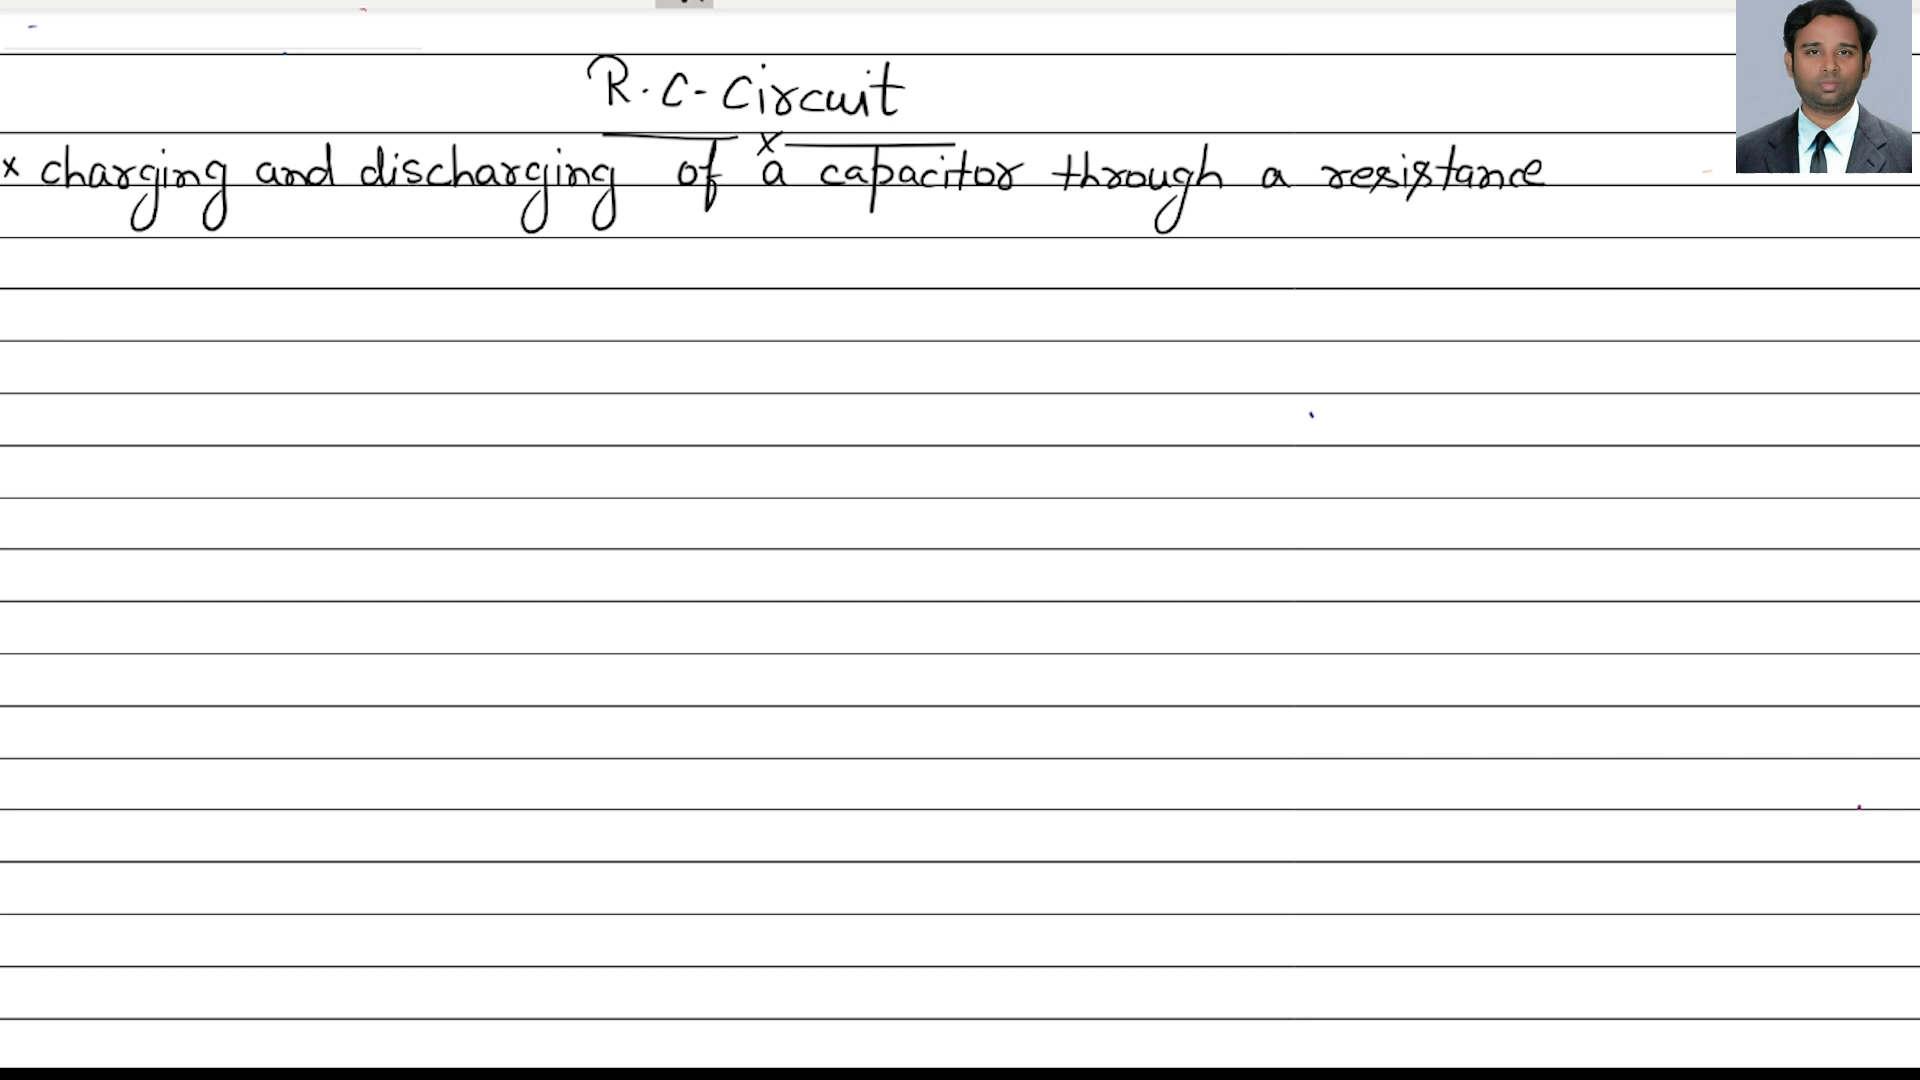 R.C-Circuit
x charging and discharging of a capacitor through a resistance